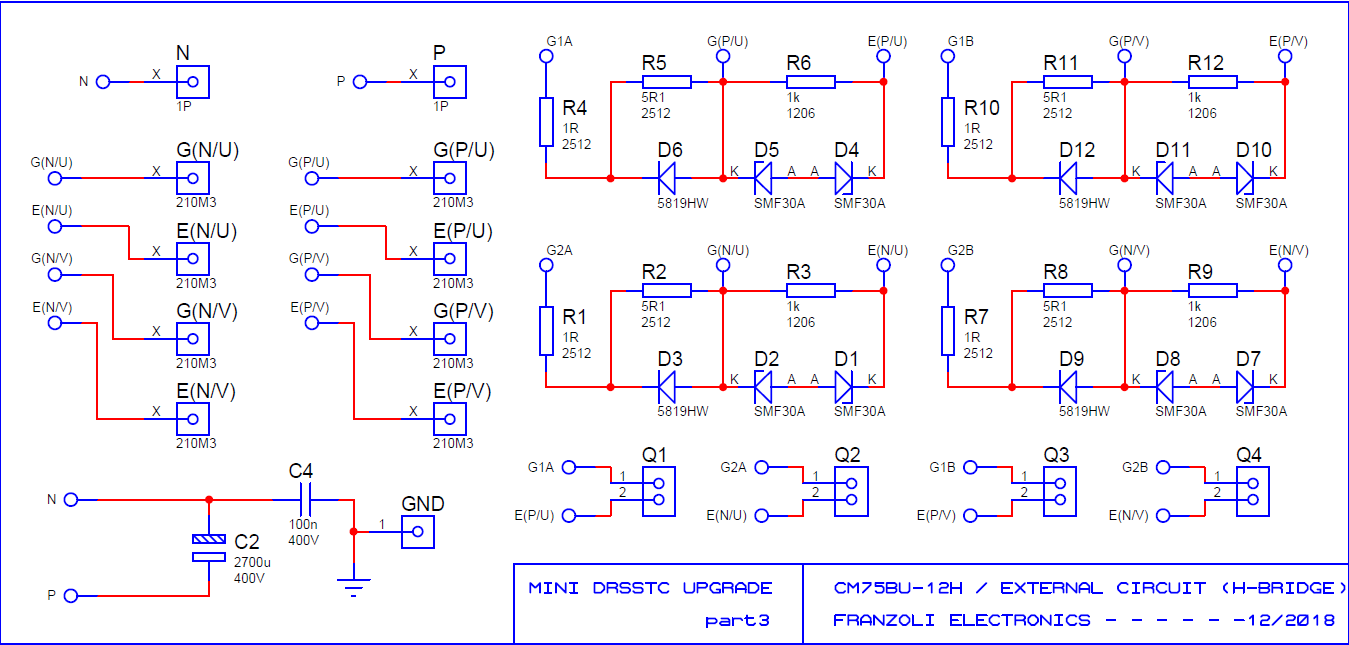 N
N X
1P
P
P X
1P
G(N/U) G(N/U)
X
210M3
E(N/U) E(N/U)
X
210M3
G(N/V) G(N/V)
X
210M3
E(N/V) E(N/V)
X
210M3
G(P/U) G(P/U)
X
210M3
E(P/U) E(P/U)
X
210M3
G(P/V) G(P/V)
X
210M3
E(P/V) E(P/V)
X
210M3
N
C4
100n
400V
GND
1
C2
2700u
400V
P
G1A G(P/U) E(P/U)
R5 R6
5R1 1k
2512 1206
R4
1R
2512
D6 D5 D4
K A A K
5819HW SMF30A SMF30A
G1B G(P/V) E(P/V)
R11 R12
5R1 1k
2512 1206
R10
1R
2512
D12 D11 D10
K A A K
5819HW SMF30A SMF30A
G2A G(N/U) E(N/U)
R2 R3
5R1 1k
2512 1206
R1
1R
2512
D3 D2 D1
K A A K
5819HW SMF30A SMF30A
G2B G(N/V) E(N/V)
R8 R9
5R1 1k
2512 1206
R7
1R
2512
D9 D8 D7
K A A K
5819HW SMF30A SMF30A
Q1
G1A 1
2
E(P/U)
Q2
G2A 1
2
E(N/U)
Q3
G1B 1
2
E(P/V)
Q4
G2B 1
2
E(N/V)
MINI DRSSTC UPGRADE
part3
CM75BU-12H / EXTERNAL CIRCUIT (H-BRIDGE)
FRANZOLI ELECTRONICS - - - - - -12/2018